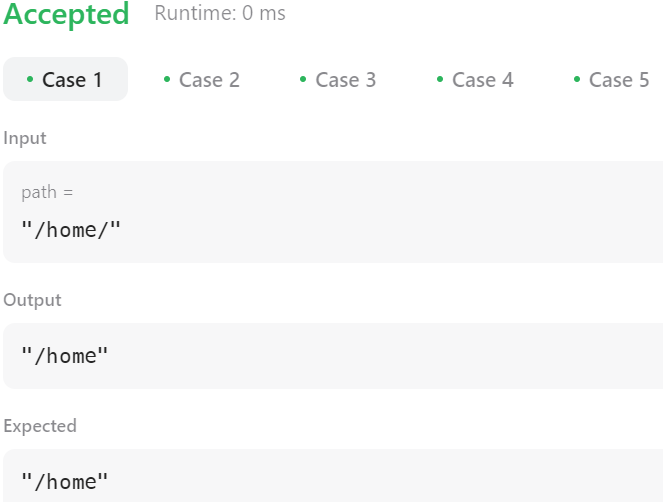 Accepted Runtime: 0 ms
• Case 1 • Case 2 • Case 3 • Case 4 • Case 5
Input
path =
"/home/"
Output
"/home"
Expected
"/home"